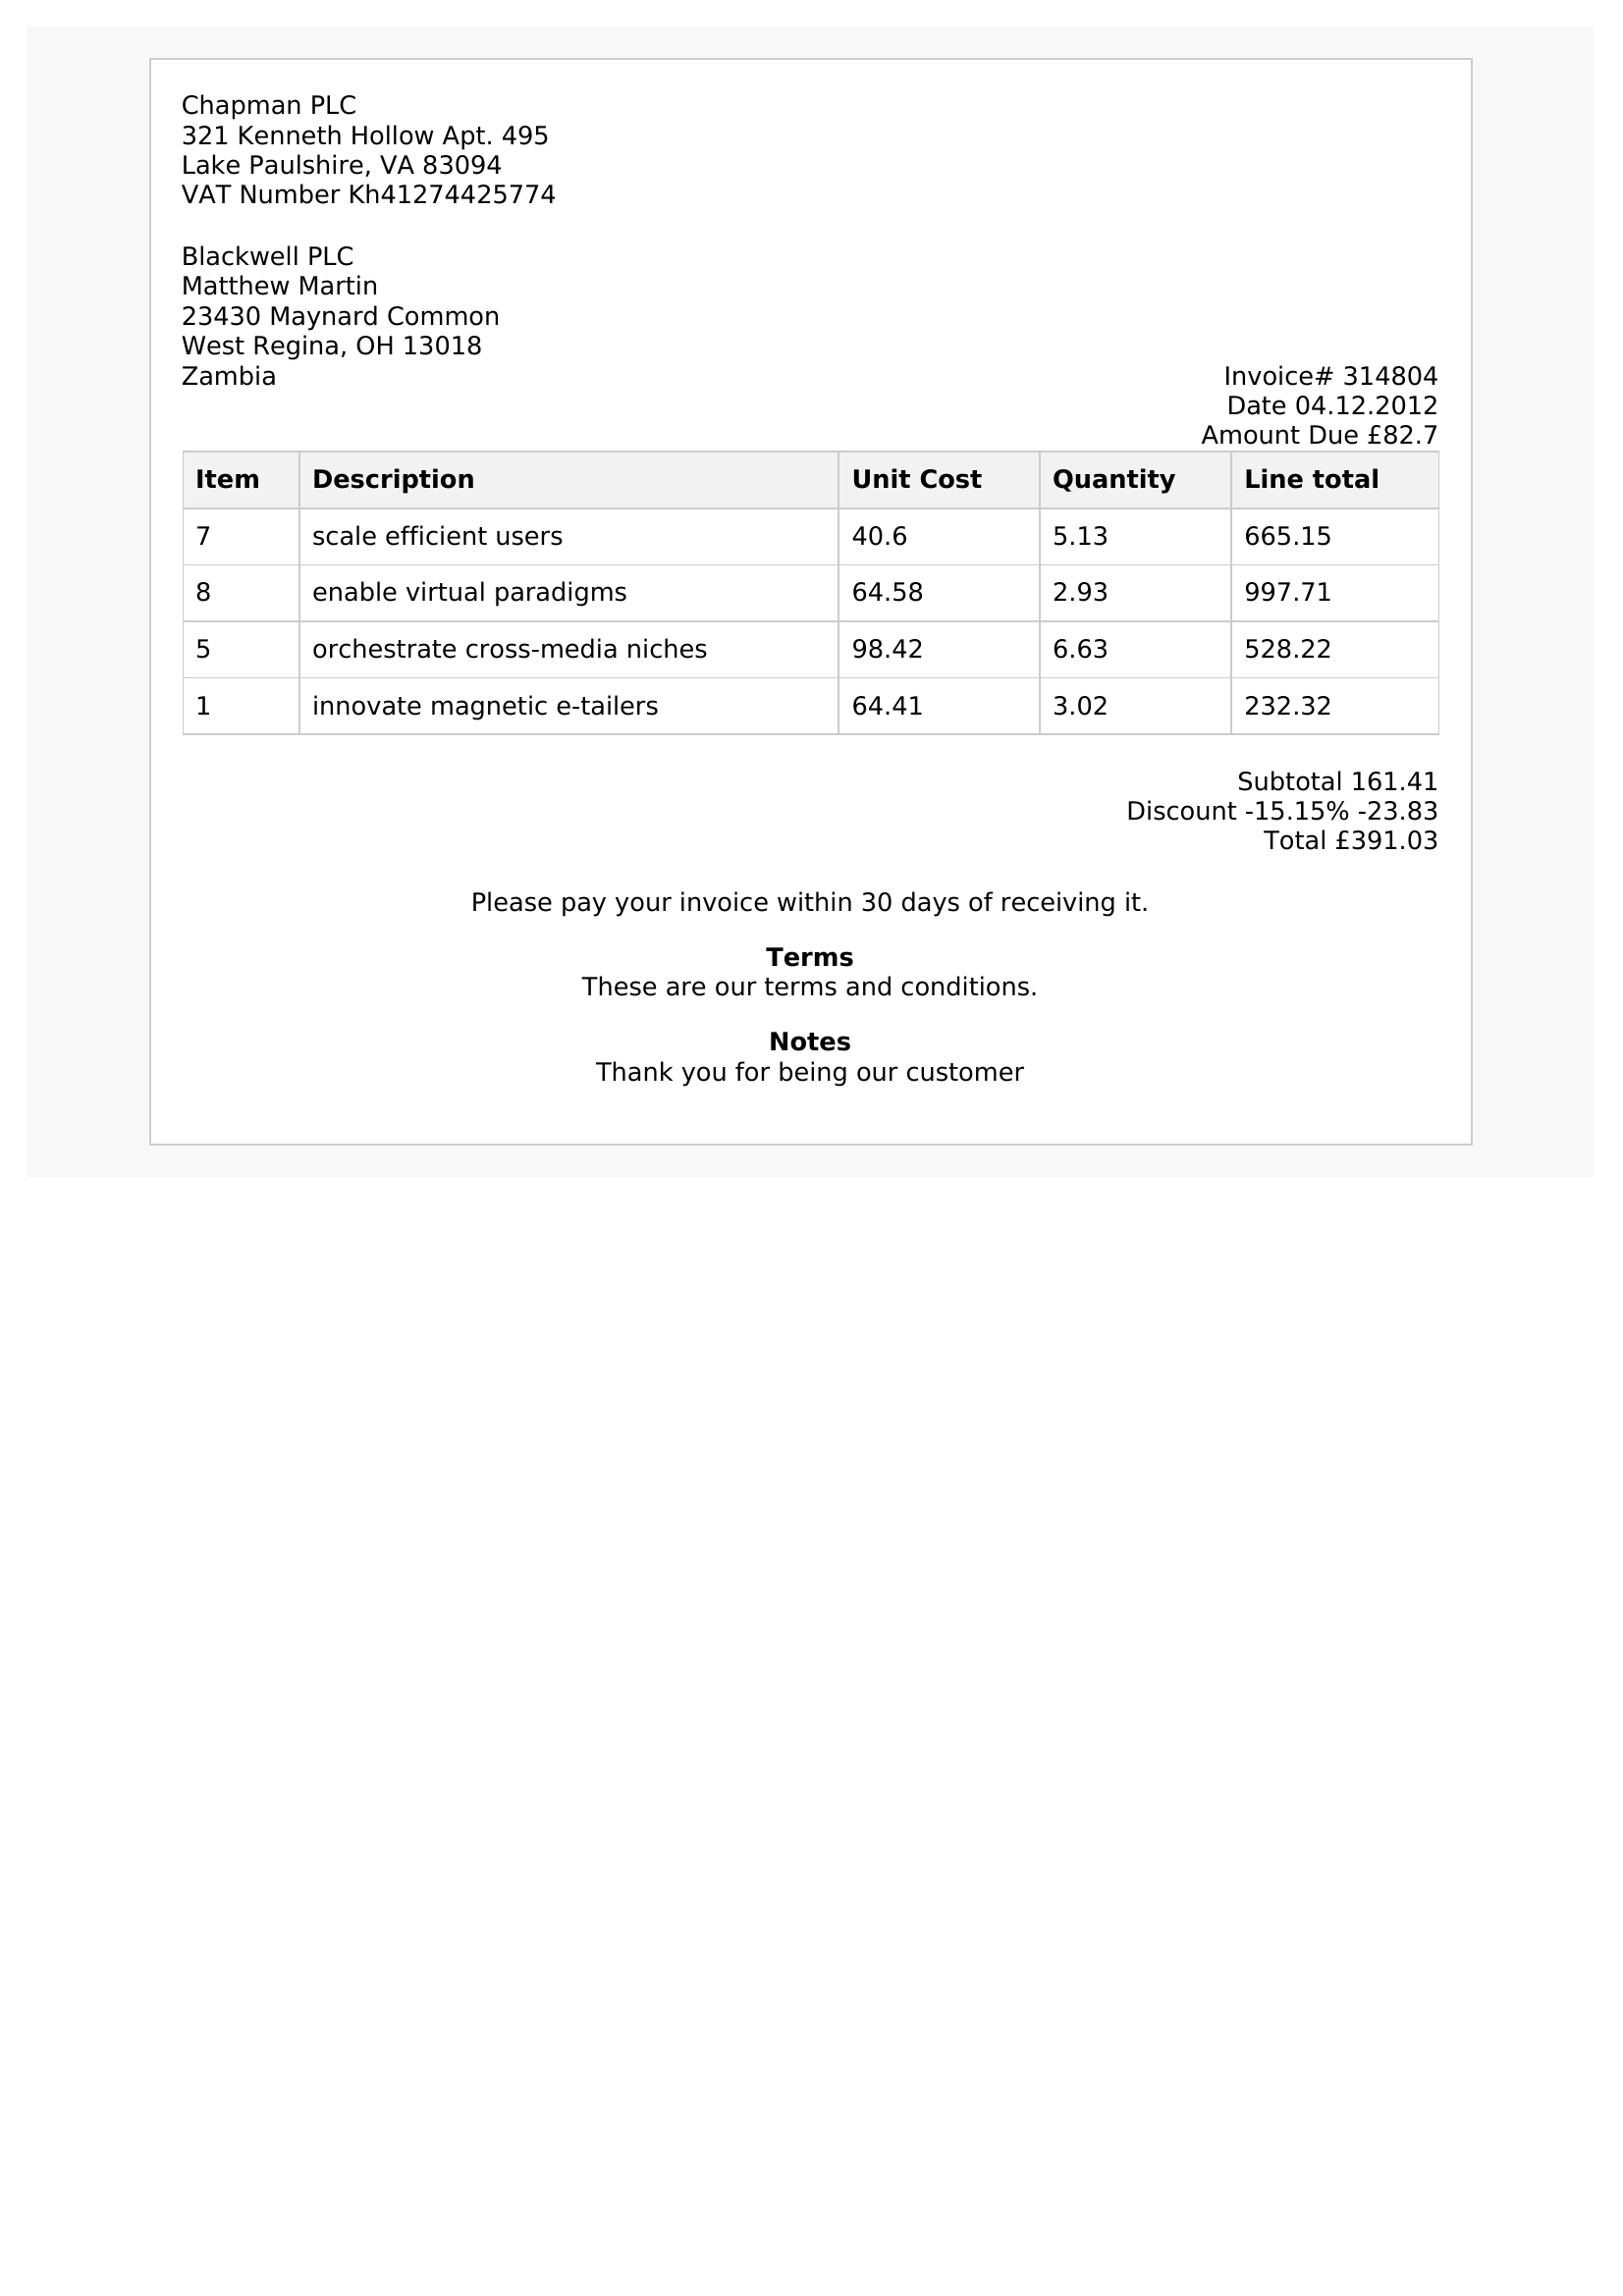 Chapman PLC
321 Kenneth Hollow Apt. 495
Lake Paulshire, VA 83094
VAT Number Kh41274425774
Blackwell PLC
Matthew Martin
23430 Maynard Common
West Regina, OH 13018
Zambia
Invoice# 314804
Date 04.12.2012
Amount Due £82.7
Item Description Unit Cost Quantity Line total
7 scale efficient users 40.6 5.13 665.15
8 enable virtual paradigms 64.58 2.93 997.71
5 orchestrate cross-media niches 98.42 6.63 528.22
1 innovate magnetic e-tailers 64.41 3.02 232.32
Subtotal 161.41
Discount -15.15% -23.83
Total £391.03
Please pay your invoice within 30 days of receiving it.
Terms
These are our terms and conditions.
Notes
Thank you for being our customer